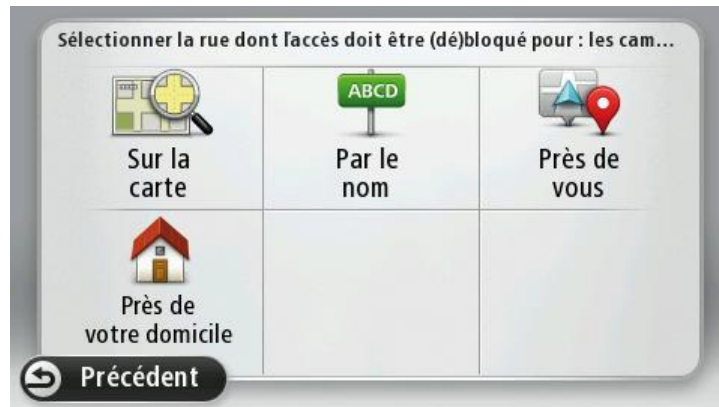 Sélectionner la rue dont l'accès doit être (dé)bloqué pour : les cam...
ABCD
Sur la
carte
Par le
nom
Près de
vous
Près de
votre domicile
Précédent